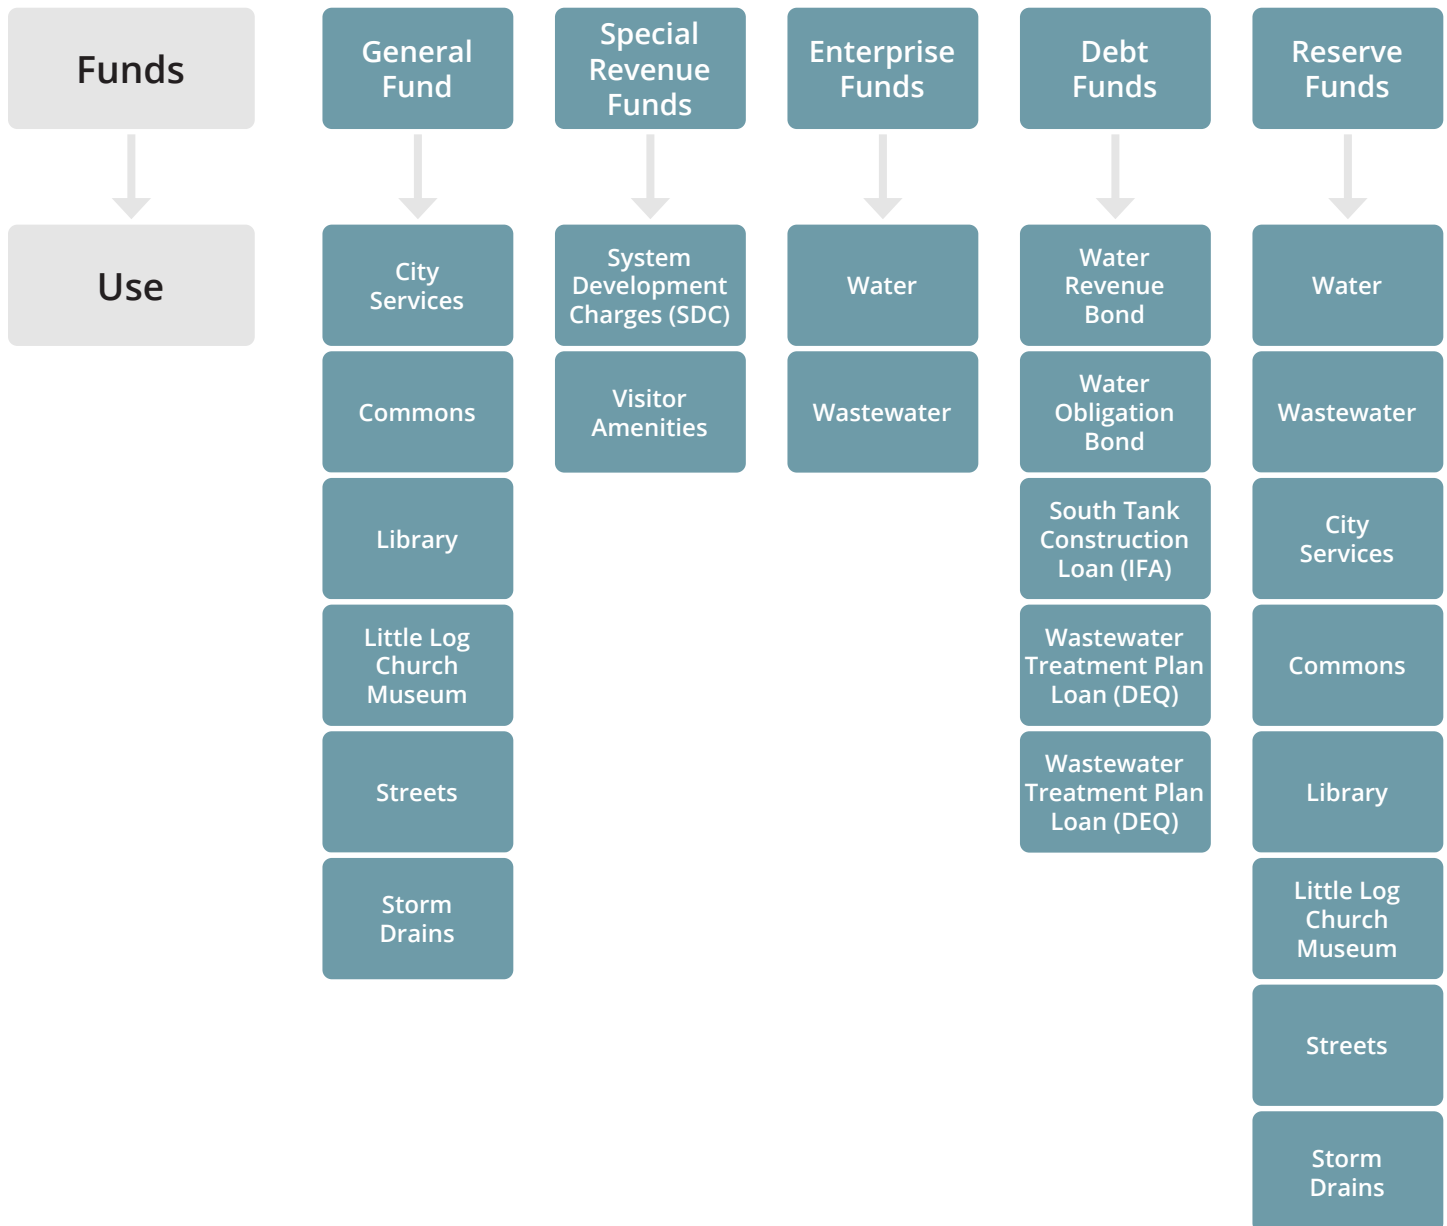 Funds
General
Fund
Special
Revenue
Funds
Enterprise
Funds
Debt
Funds
Reserve
Funds
Use
City
Services
System
Development
Charges (SDC)
Water
Water
Revenue
Bond
Water
Commons
Visitor
Amenities
Wastewater
Water
Obligation
Bond
Wastewater
Library
South Tank
Construction
Loan (IFA)
City
Services
Little Log
Church
Museum
Wastewater
Treatment Plan
Loan (DEQ)
Commons
Streets
Wastewater
Treatment Plan
Loan (DEQ)
Library
Storm
Drains
Little Log
Church
Museum
Streets
Storm
Drains